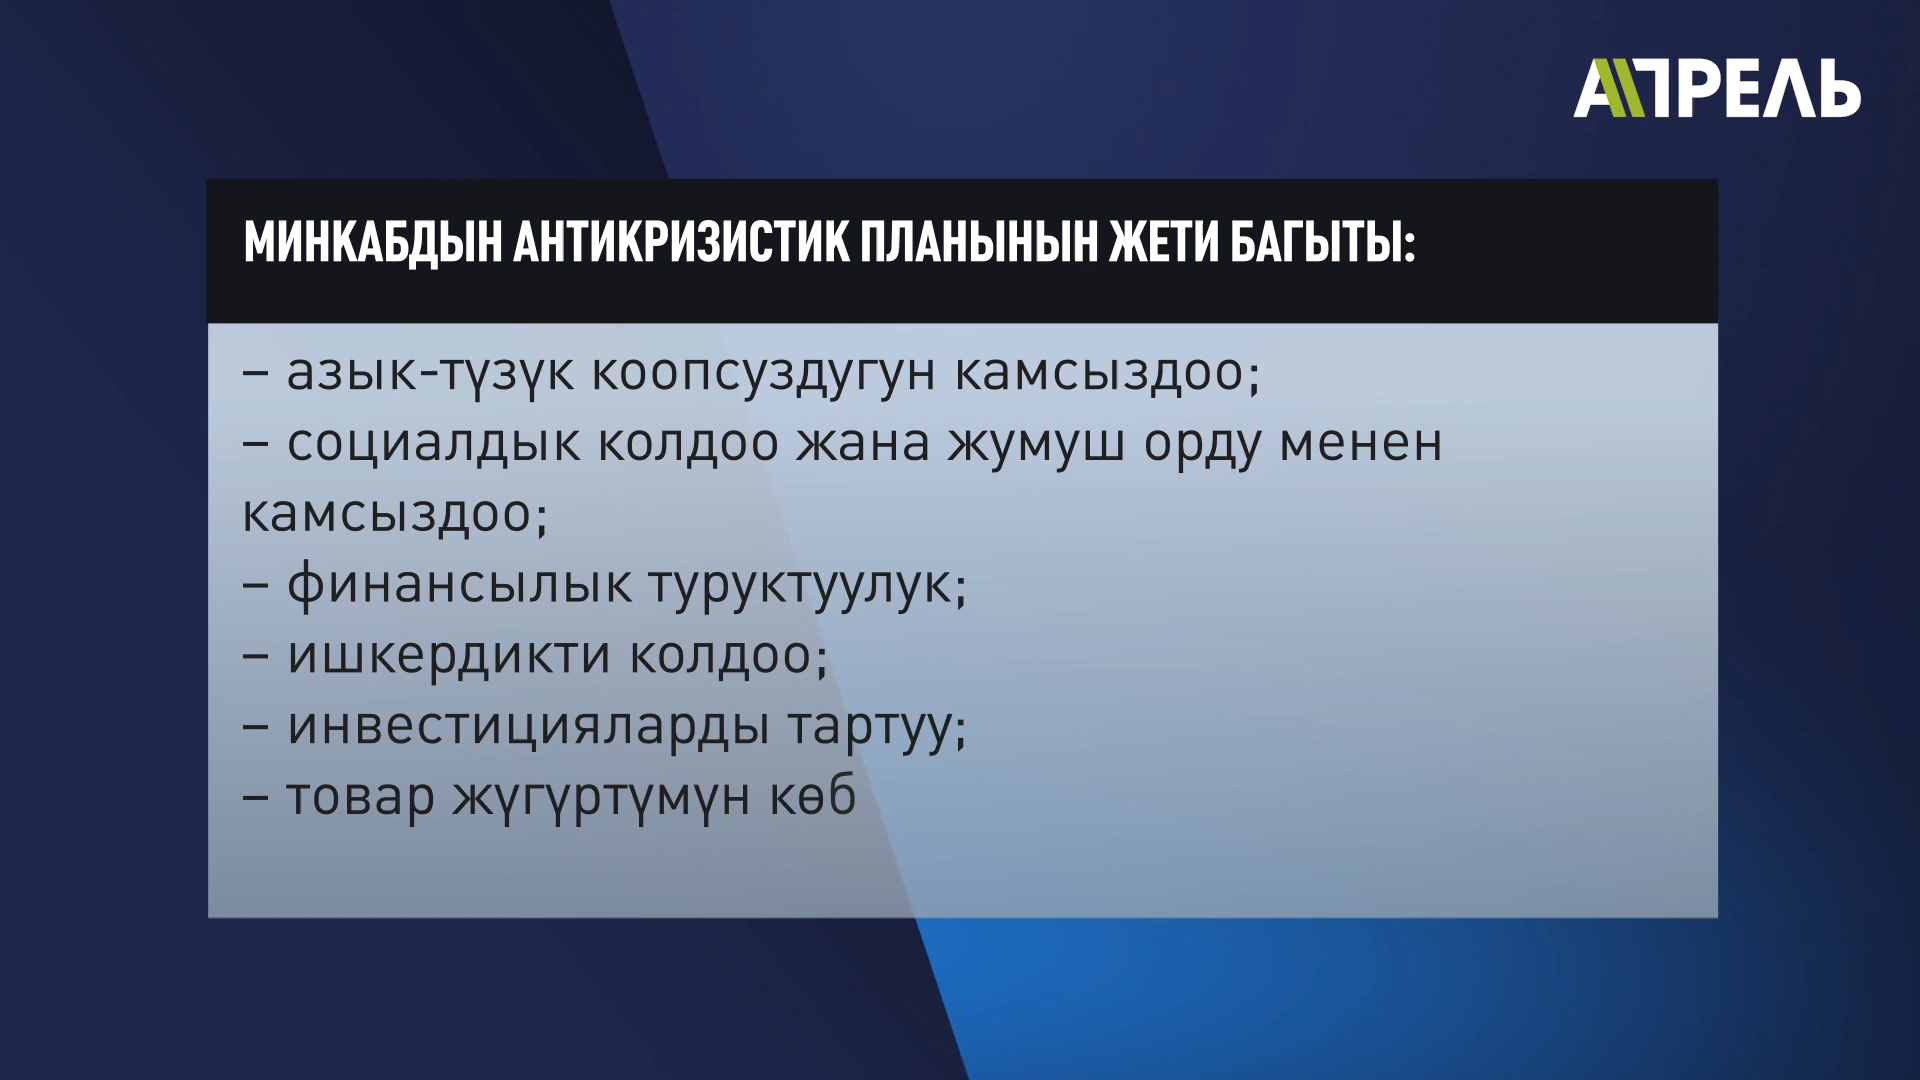 АПРЕЛЬ
МИНКАБДЫН АНТИКРИЗИСТИК ПЛАНЫНЫН ЖЕТИ БАГЫТЫ:
– азык-түзүк коопсуздугун камсыздоо;
– социалдык колдоо жана жумуш орду менен
камсыздоо;
– финансылык туруктуулук;
– ишкердикти колдоо;
– инвестицияларды тартуу;
– товар жүгүртүмүн көб